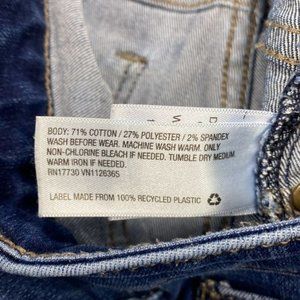 BODY: 71% COTTON / 27% POLYESTER / 2% SPANDEX
WASH BEFORE WEAR. MACHINE WASH WARM. ONLY
NON-CHLORINE BLEACH IF NEEDED. TUMBLE DRY MEDIUM.
WARM IRON IF NEEDED.
RN17730 VN1126365
LABEL MADE FROM 100% RECYCLED PLASTIC